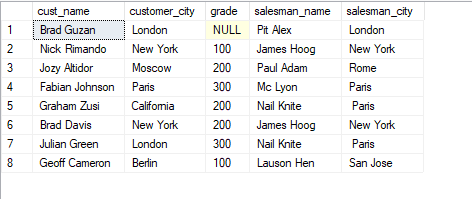 cust_name customer_city grade salesman_name salesman_city
1 Brad Guzan London NULL Pit Alex London
2 Nick Rimando New York 100 James Hoog New York
3 Jozy Altidor Moscow 200 Paul Adam Rome
4 Fabian Johnson Paris 300 Mc Lyon Paris
5 Graham Zusi California 200 Nail Knite Paris
6 Brad Davis New York 200 James Hoog New York
7 Julian Green London 300 Nail Knite Paris
8 Geoff Cameron Berlin 100 Lauson Hen San Jose